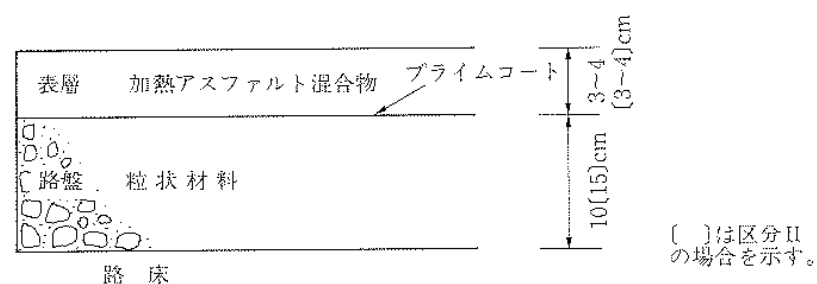 表層 加熱アスファルト混合物
プライムコート
3~4
〔3~4〕cm
路盤 粒状材料
10〔15〕cm
路床
〔 〕は区分II
の場合を示す。